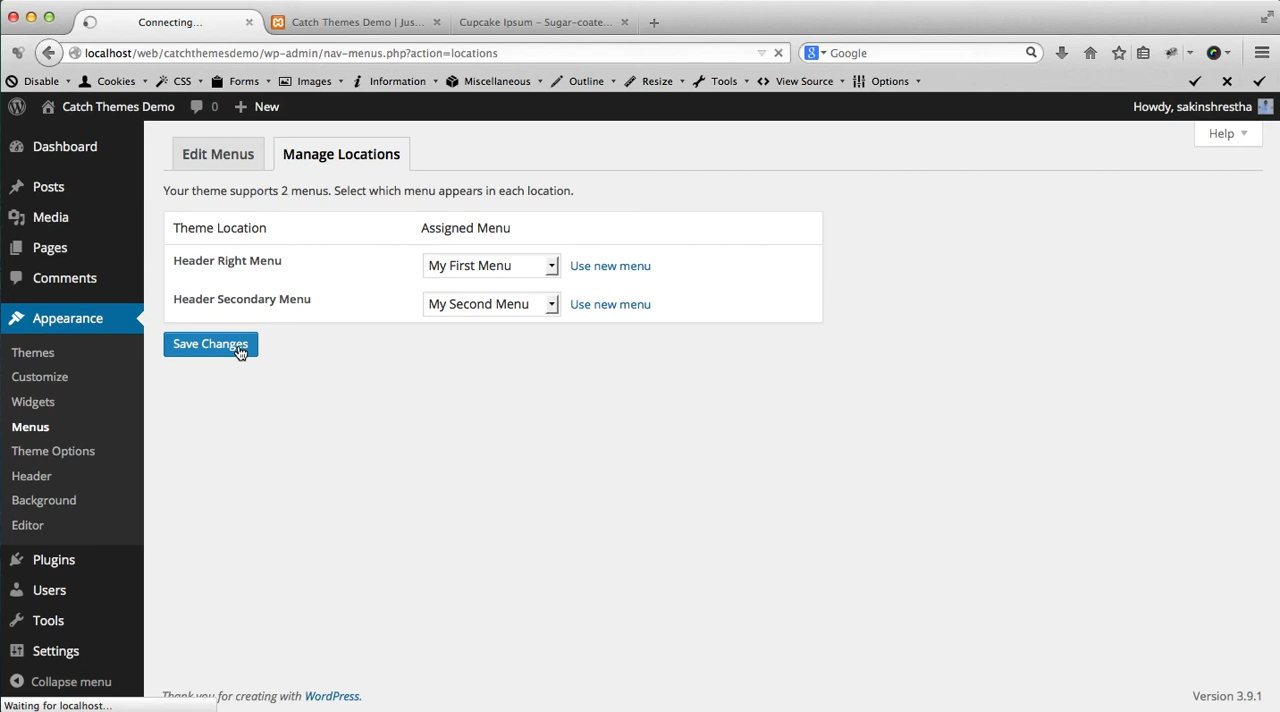 Connecting...
Catch Themes Demo | Jus...
Cupcake Ipsum – Sugar-coate...
localhost/web/catchthemesdemo/wp-admin/nav-menus.php?action=locations
Google
Disable
Cookies
CSS
Forms
Images
Information
Miscellaneous
Outline
Resize
Tools
View Source
Options
Catch Themes Demo
0
New
Howdy, sakinshrestha
Help
Dashboard
Posts
Media
Pages
Comments
Appearance
Themes
Customize
Widgets
Menus
Theme Options
Header
Background
Editor
Plugins
Users
Tools
Settings
Collapse menu
Edit Menus
Manage Locations
Your theme supports 2 menus. Select which menu appears in each location.
Theme Location Assigned Menu
Header Right Menu My First Menu Use new menu
Header Secondary Menu My Second Menu Use new menu
Save Changes
Thank you for creating with WordPress.
Version 3.9.1
Waiting for localhost...